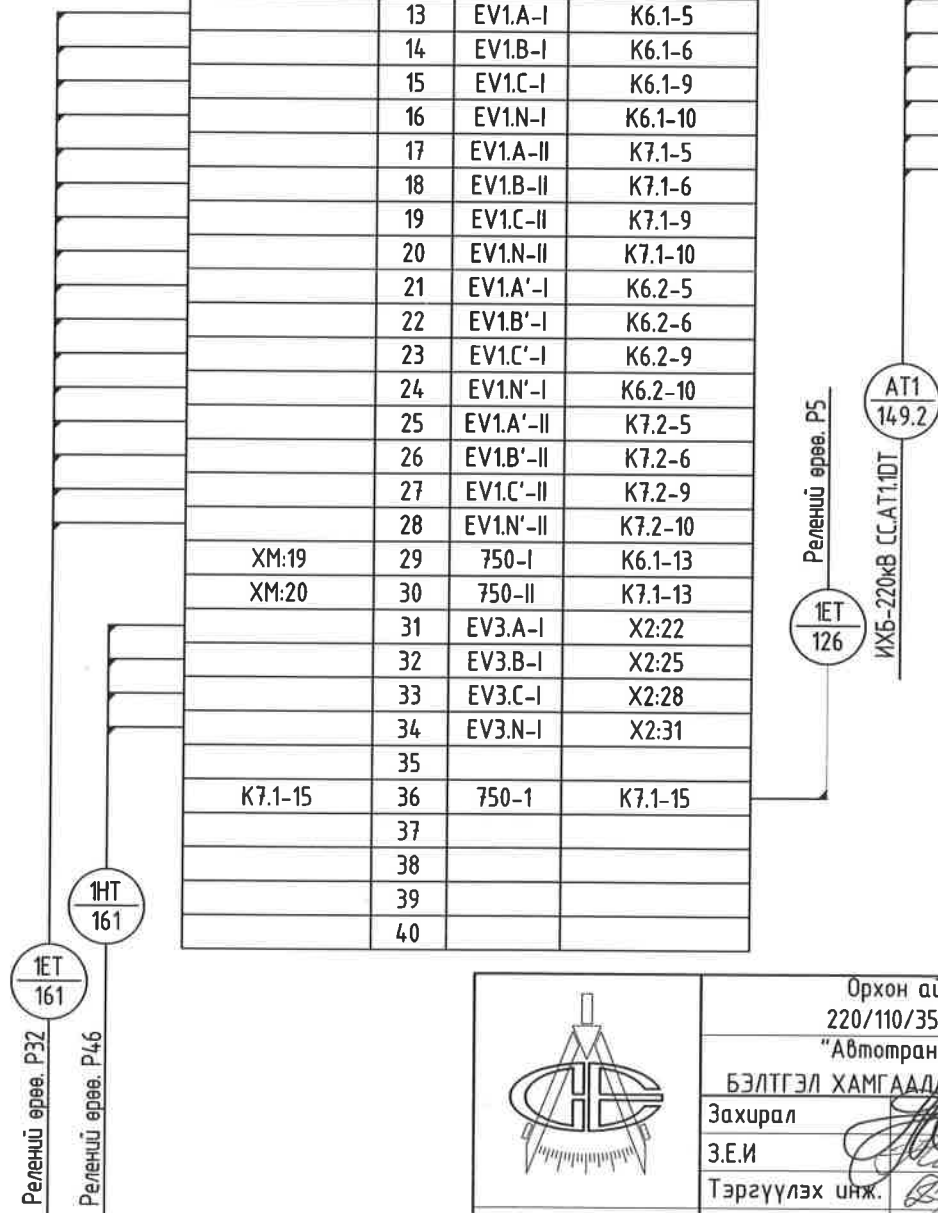 13 EV1.A-I K6.1-5
14 EV1.B-I K6.1-6
15 EV1.C-I K6.1-9
16 EV1.N-I K6.1-10
17 EV1.A-II K7.1-5
18 EV1.B-II K7.1-6
19 EV1.C-II K7.1-9
20 EV1.N-II K7.1-10
21 EV1.A'-I K6.2-5
22 EV1.B'-I K6.2-6
23 EV1.C'-I K6.2-9
24 EV1.N'-I K6.2-10
25 EV1.A'-II K7.2-5
26 EV1.B'-II K7.2-6
27 EV1.C'-II K7.2-9
28 EV1.N'-II K7.2-10
XM:19 29 750-I K6.1-13
XM:20 30 750-II K7.1-13
31 EV3.A-I X2:22
32 EV3.B-I X2:25
33 EV3.C-I X2:28
34 EV3.N-I X2:31
35
K7.1-15 36 750-1 K7.1-15
37
38
39
40
1ET
161
Релений өрөө. P32
1HT
161
Релений өрөө. P46
Релений өрөө. P5
1ET
126
AT1
149.2
ИХБ-220кВ СС.АТ1.1DT
Орхон ай
220/110/35
"Автотран
БЭЛТГЭЛ ХАМГААЛ
Захирал
З.Е.И
Тэргүүлэх инж.